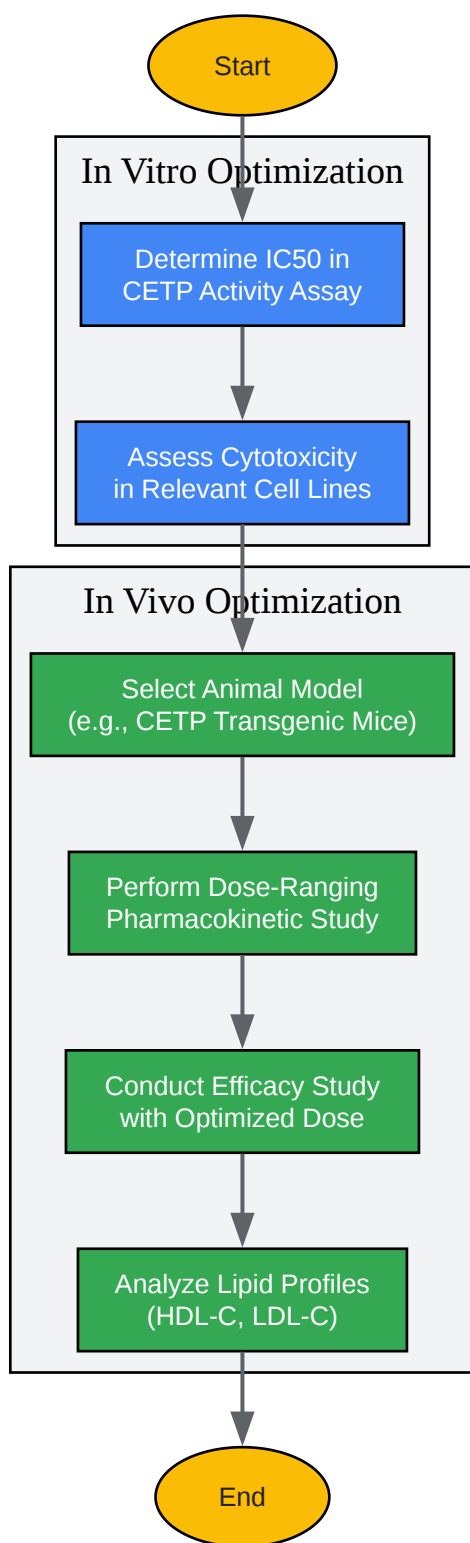 Start
In Vitro Optimization
Determine IC50 in
CETP Activity Assay
Assess Cytotoxicity
in Relevant Cell Lines
In Vivo Optimization
Select Animal Model
(e.g., CETP Transgenic Mice)
Perform Dose-Ranging
Pharmacokinetic Study
Conduct Efficacy Study
with Optimized Dose
Analyze Lipid Profiles
(HDL-C, LDL-C)
End